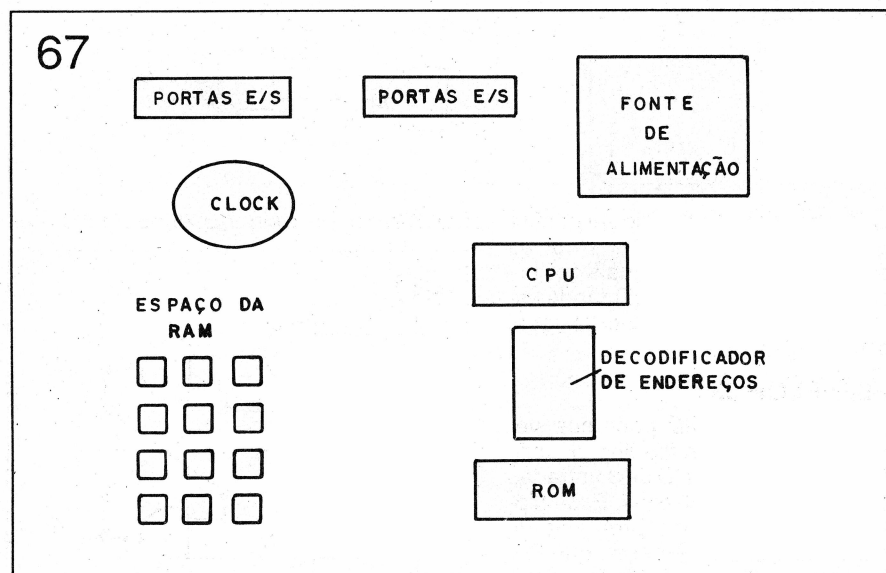 67
PORTAS E/S
PORTAS E/S
FONTE
DE
ALIMENTAÇÃO
CLOCK
CPU
ESPAÇO DA
RAM
DECODIFICADOR
DE ENDEREÇOS
ROM